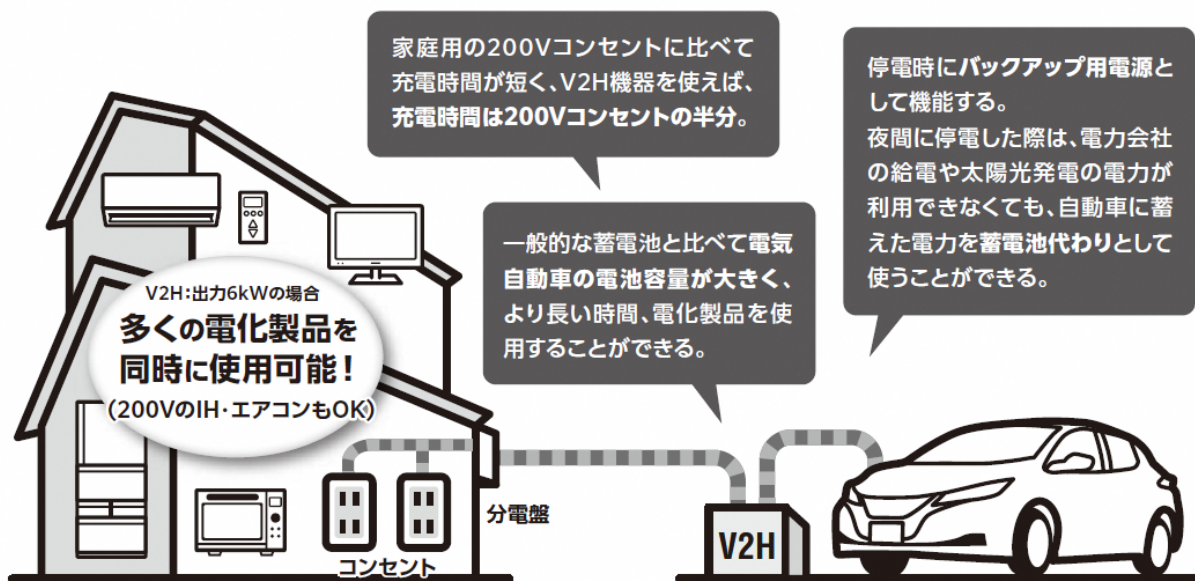 家庭用の200Vコンセントに比べて
充電時間が短く、V2H機器を使えば、
充電時間は200Vコンセントの半分。
停電時にバックアップ用電源と
して機能する。
夜間に停電した際は、電力会社
の給電や太陽光発電の電力が
利用できなくても、自動車に蓄
えた電力を蓄電池代わりとして
使うことができる。
一般的な蓄電池と比べて電気
自動車の電池容量が大きく、
より長い時間、電化製品を使
用することができる。
V2H:出力6kWの場合
多くの電化製品を
同時に使用可能!
(200VのIH・エアコンもOK)
分電盤
コンセント
V2H